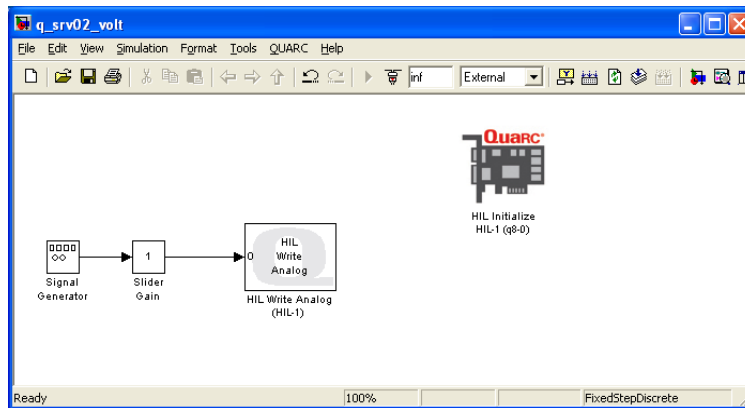 q_srv02_volt
File Edit View Simulation Format Tools QUARC Help
inf External
QUARC
HIL Initialize
HIL-1 (q8-0)
HIL
0 Write
Analog
1
Signal
Generator
Slider
Gain
HIL Write Analog
(HIL-1)
Ready 100% FixedStepDiscrete